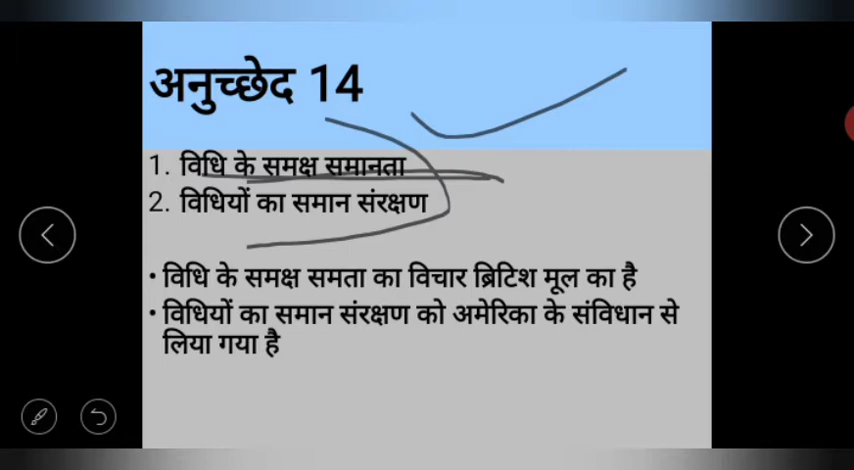 अनुच्छेद 14
1. विधि के समक्ष समानता
2. विधियों का समान संरक्षण
• विधि के समक्ष समता का विचार ब्रिटिश मूल का है
• विधियों का समान संरक्षण को अमेरिका के संविधान से
लिया गया है